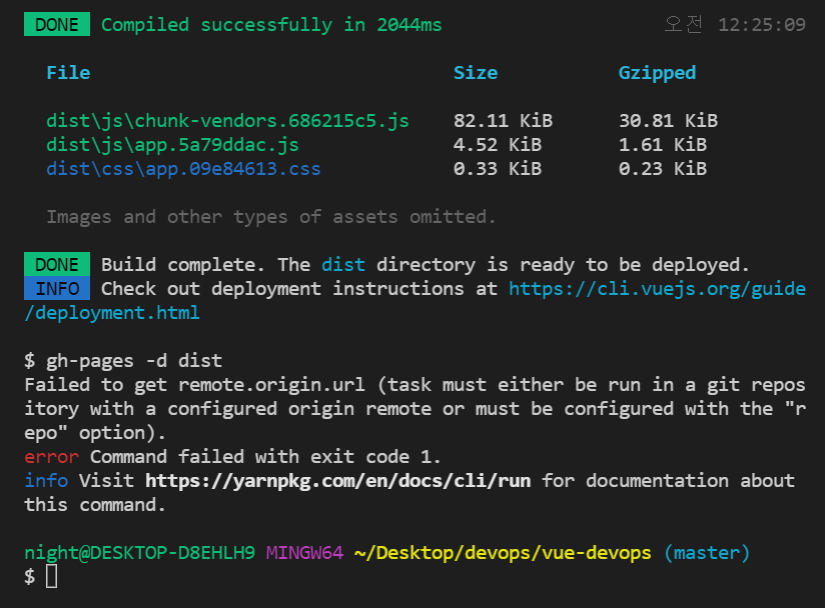 DONE Compiled successfully in 2044ms 오전 12:25:09
File Size Gzipped
dist\js\chunk-vendors.686215c5.js 82.11 KiB 30.81 KiB
dist\js\app.5a79ddac.js 4.52 KiB 1.61 KiB
dist\css\app.09e84613.css 0.33 KiB 0.23 KiB
Images and other types of assets omitted.
DONE Build complete. The dist directory is ready to be deployed.
INFO Check out deployment instructions at https://cli.vuejs.org/guide
/deployment.html
$ gh-pages -d dist
Failed to get remote.origin.url (task must either be run in a git repos
itory with a configured origin remote or must be configured with the "r
epo" option).
error Command failed with exit code 1.
info Visit https://yarnpkg.com/en/docs/cli/run for documentation about
this command.
night@DESKTOP-D8EHLH9 MINGW64 ~/Desktop/devops/vue-devops (master)
$